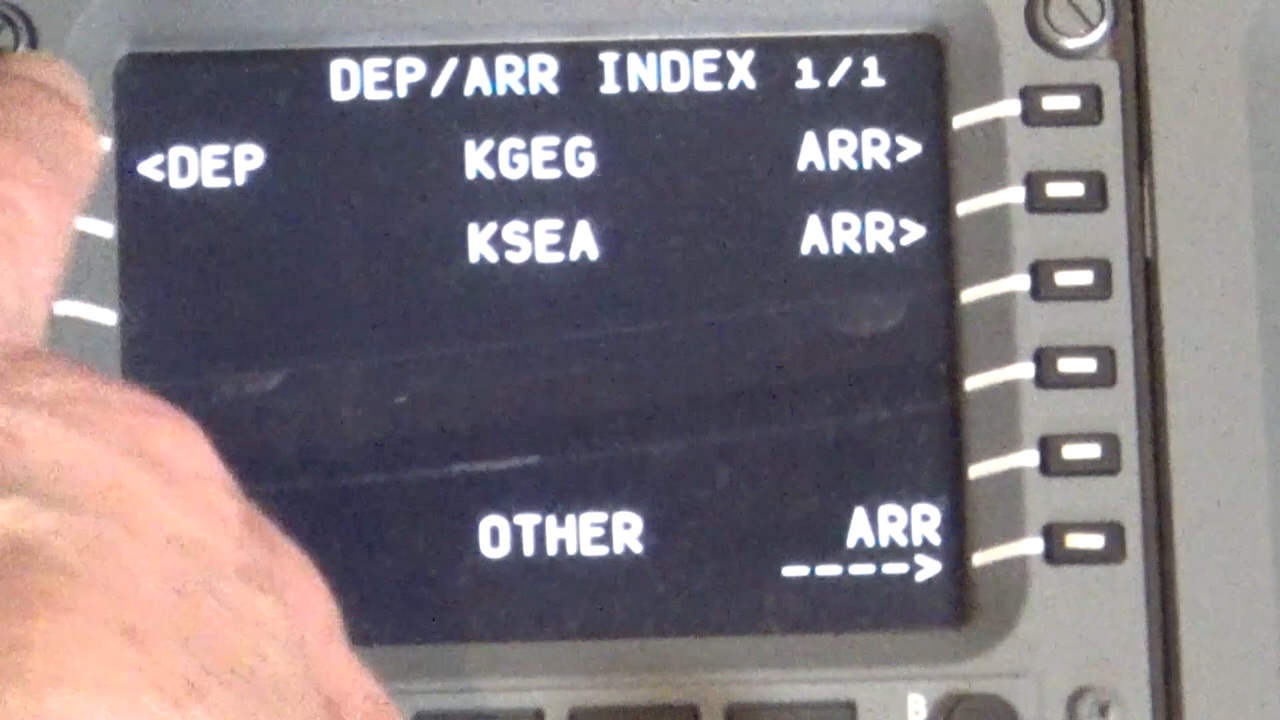 DEP/ARR INDEX 1/1
<DEP KGEG ARR>
KSEA ARR>
OTHER ARR
---->
B